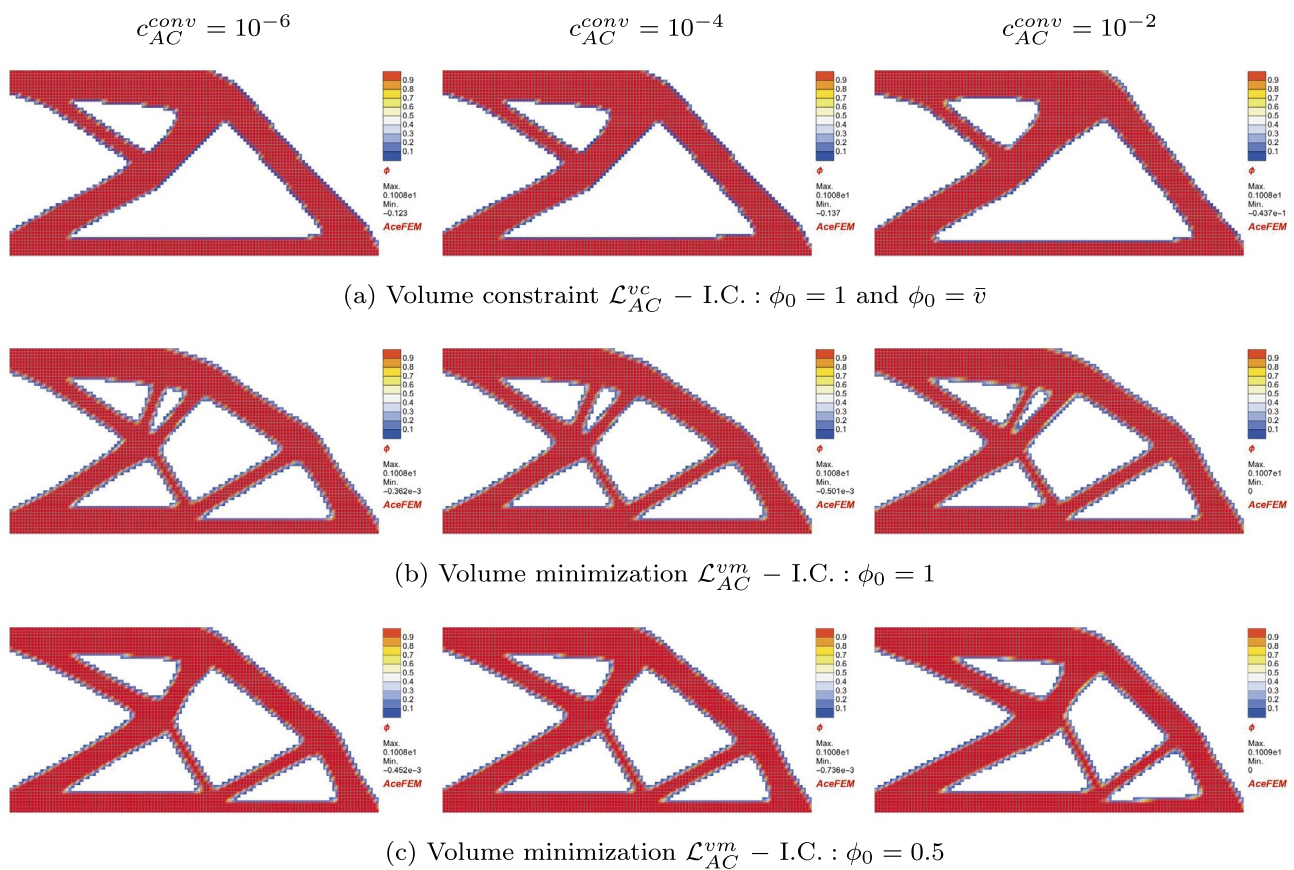 c_{AC}^{conv} = 10^{-6} c_{AC}^{conv} = 10^{-4} c_{AC}^{conv} = 10^{-2}
0.9
0.8
0.7
0.6
0.5
0.4
0.3
0.2
0.1
ϕ
Max.
0.1008e1
Min.
−0.123
AceFEM
0.9
0.8
0.7
0.6
0.5
0.4
0.3
0.2
0.1
ϕ
Max.
0.1008e1
Min.
−0.137
AceFEM
0.9
0.8
0.7
0.6
0.5
0.4
0.3
0.2
0.1
ϕ
Max.
0.1008e1
Min.
−0.437e−1
AceFEM
(a) Volume constraint ℒ_{AC}^{vc} − I.C. : ϕ_0 = 1 and ϕ_0 = v̄
0.9
0.8
0.7
0.6
0.5
0.4
0.3
0.2
0.1
ϕ
Max.
0.1008e1
Min.
−0.362e−3
AceFEM
0.9
0.8
0.7
0.6
0.5
0.4
0.3
0.2
0.1
ϕ
Max.
0.1008e1
Min.
−0.501e−3
AceFEM
0.9
0.8
0.7
0.6
0.5
0.4
0.3
0.2
0.1
ϕ
Max.
0.1007e1
Min.
0
AceFEM
(b) Volume minimization ℒ_{AC}^{vm} − I.C. : ϕ_0 = 1
0.9
0.8
0.7
0.6
0.5
0.4
0.3
0.2
0.1
ϕ
Max.
0.1008e1
Min.
−0.452e−3
AceFEM
0.9
0.8
0.7
0.6
0.5
0.4
0.3
0.2
0.1
ϕ
Max.
0.1008e1
Min.
−0.736e−3
AceFEM
0.9
0.8
0.7
0.6
0.5
0.4
0.3
0.2
0.1
ϕ
Max.
0.1009e1
Min.
0
AceFEM
(c) Volume minimization ℒ_{AC}^{vm} − I.C. : ϕ_0 = 0.5